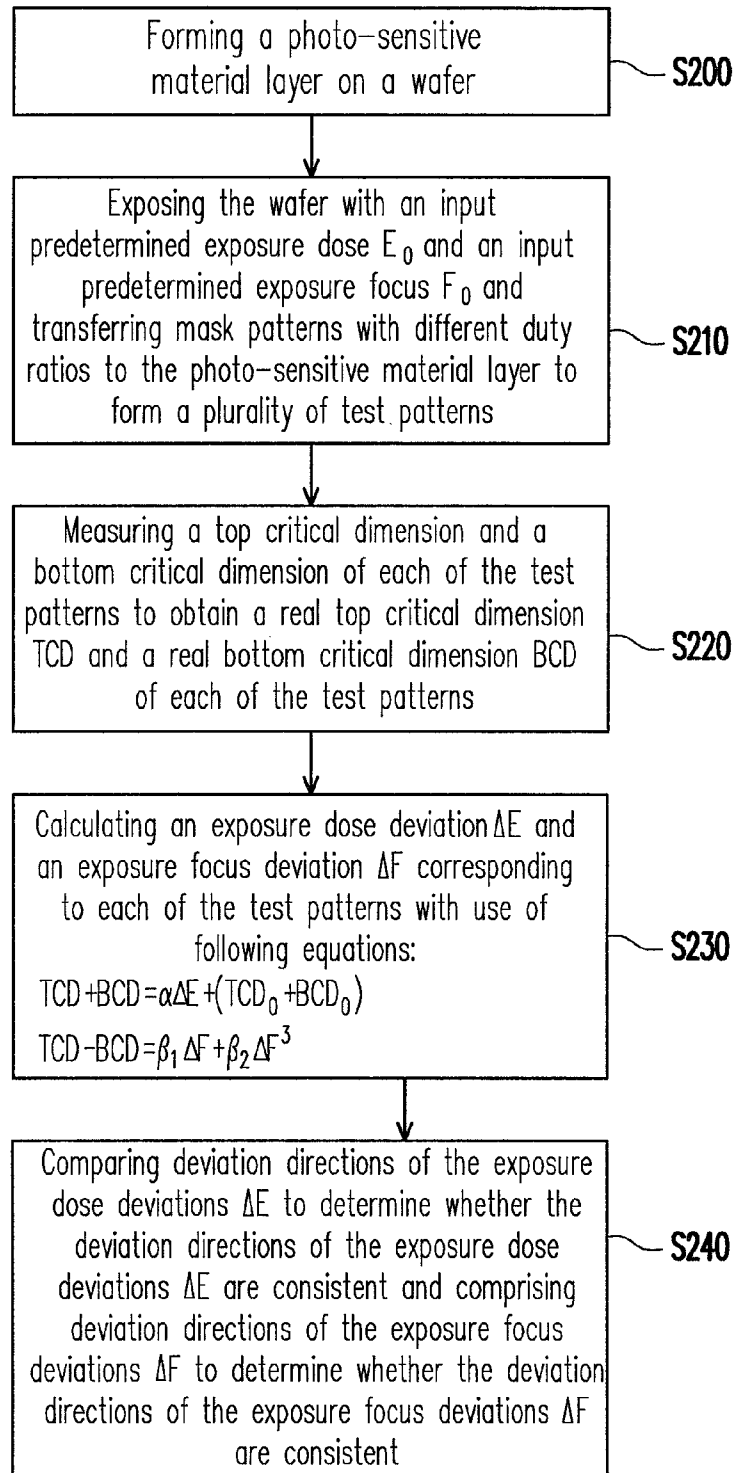 Forming a photo-sensitive
material layer on a wafer
S200
Exposing the wafer with an input
predetermined exposure dose E₀ and an input
predetermined exposure focus F₀ and
transferring mask patterns with different duty
ratios to the photo-sensitive material layer to
form a plurality of test patterns
S210
Measuring a top critical dimension and a
bottom critical dimension of each of the test
patterns to obtain a real top critical dimension
TCD and a real bottom critical dimension BCD
of each of the test patterns
S220
Calculating an exposure dose deviation ΔE and
an exposure focus deviation ΔF corresponding
to each of the test patterns with use of
following equations:
TCD+BCD=αΔE+(TCD₀+BCD₀)
TCD-BCD=β₁ΔF+β₂ΔF³
S230
Comparing deviation directions of the exposure
dose deviations ΔE to determine whether the
deviation directions of the exposure dose
deviations ΔE are consistent and comprising
deviation directions of the exposure focus
deviations ΔF to determine whether the deviation
directions of the exposure focus deviations ΔF
are consistent
S240